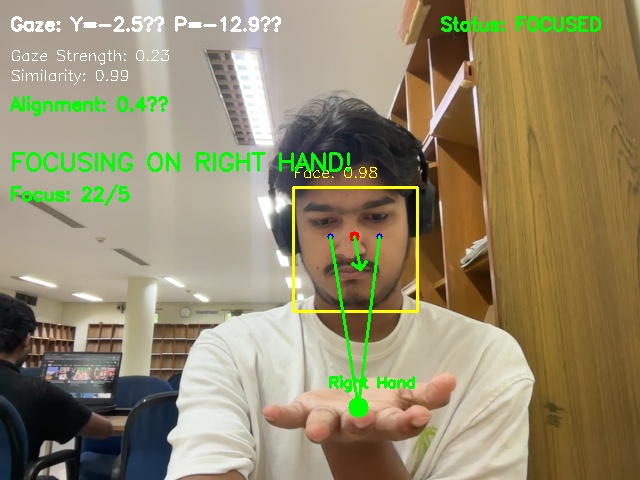 Gaze: Y=-2.5?? P=-12.9??
Status: FOCUSED
Gaze Strength: 0.23
Similarity: 0.99
Alignment: 0.4??
FOCUSING ON RIGHT HAND!
Face: 0.98
Focus: 22/5
Right Hand